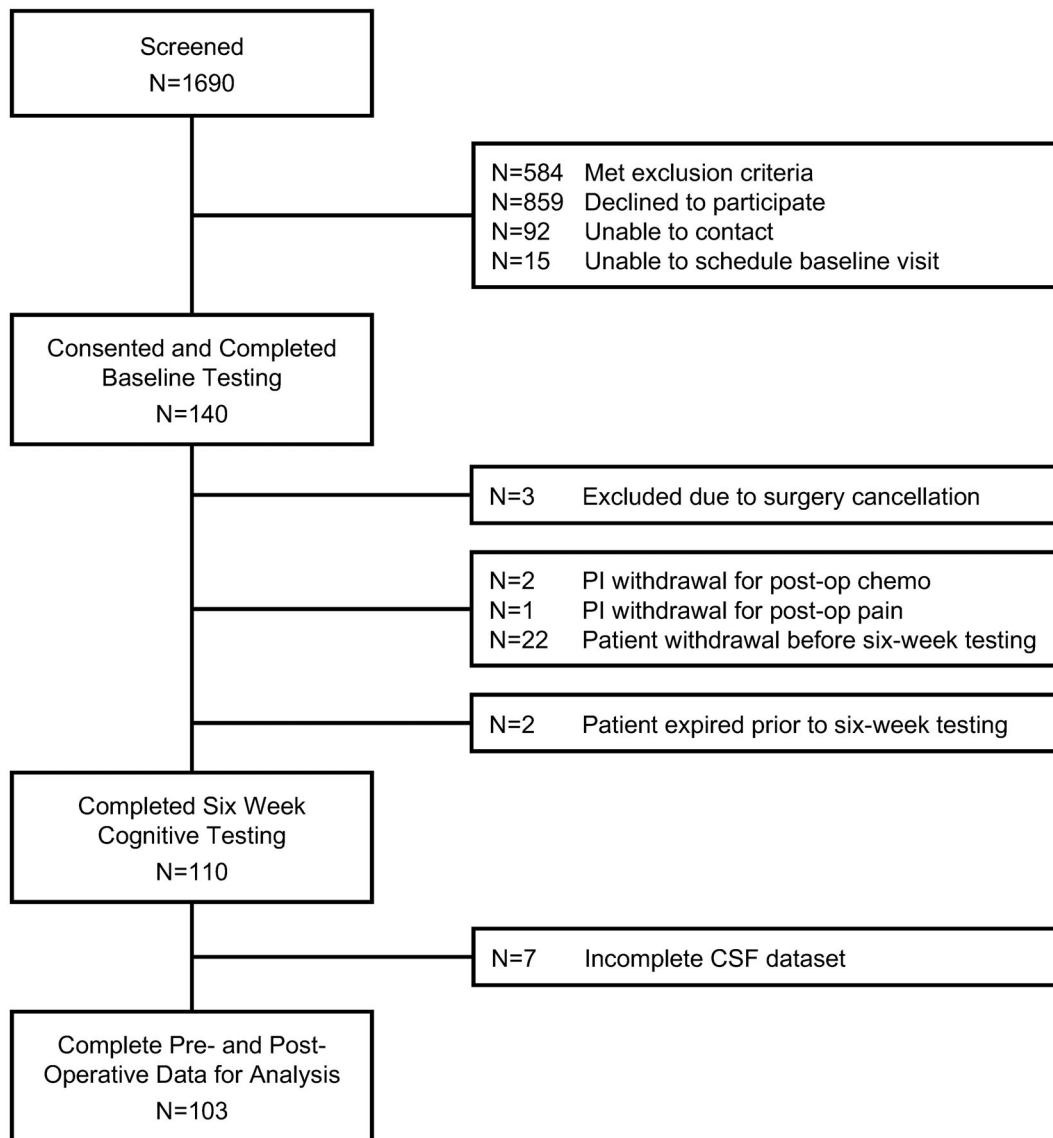 Screened
N=1690
N=584 Met exclusion criteria
N=859 Declined to participate
N=92 Unable to contact
N=15 Unable to schedule baseline visit
Consented and Completed
Baseline Testing
N=140
N=3 Excluded due to surgery cancellation
N=2 PI withdrawal for post-op chemo
N=1 PI withdrawal for post-op pain
N=22 Patient withdrawal before six-week testing
N=2 Patient expired prior to six-week testing
Completed Six Week
Cognitive Testing
N=110
N=7 Incomplete CSF dataset
Complete Pre- and Post-
Operative Data for Analysis
N=103